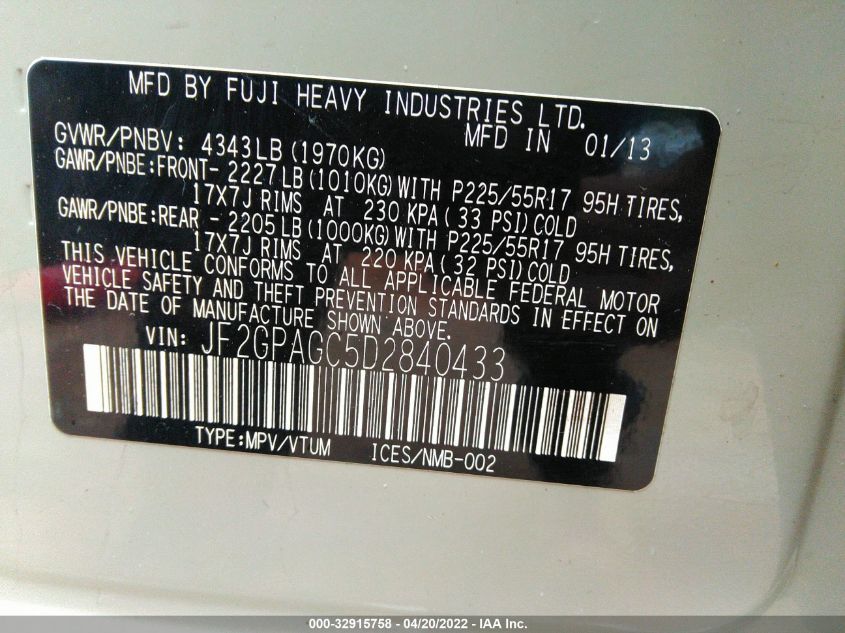 MFD BY FUJI HEAVY INDUSTRIES LTD.
MFD IN 01/13
GVWR/PNBV: 4343LB (1970KG)
GAWR/PNBE:FRONT- 2227LB(1010KG)WITH P225/55R17 95H TIRES,
17X7J RIMS AT 230 KPA( 33 PSI)COLD
GAWR/PNBE:REAR - 2205LB(1000KG)WITH P225/55R17 95H TIRES,
17X7J RIMS AT 220 KPA( 32 PSI)COLD
THIS VEHICLE CONFORMS TO ALL APPLICABLE FEDERAL MOTOR
VEHICLE SAFETY AND THEFT PREVENTION STANDARDS IN EFFECT ON
THE DATE OF MANUFACTURE SHOWN ABOVE.
VIN: JF2GPAGC5D2840433
TYPE:MPV/VTUM ICES/NMB-002
000-32915758 - 04/20/2022 - IAA Inc.